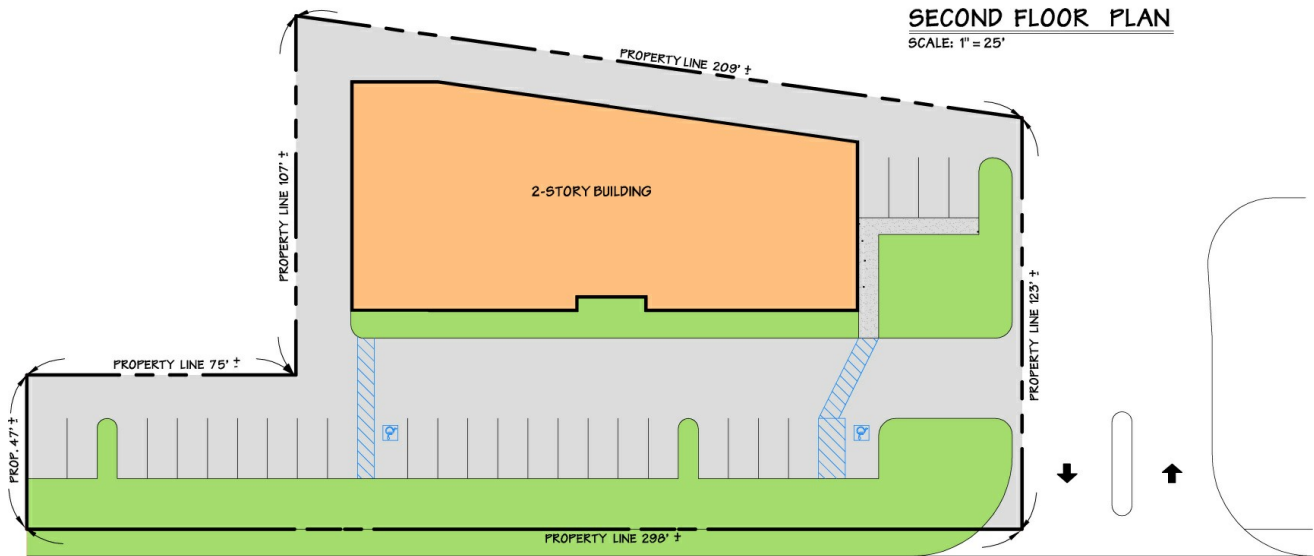 SECOND FLOOR PLAN
SCALE: 1" = 25'
PROPERTY LINE 209' ±
PROPERTY LINE 107' ±
2-STORY BUILDING
PROPERTY LINE 123' ±
PROPERTY LINE 75' ±
PROP. 47' ±
PROPERTY LINE 298' ±